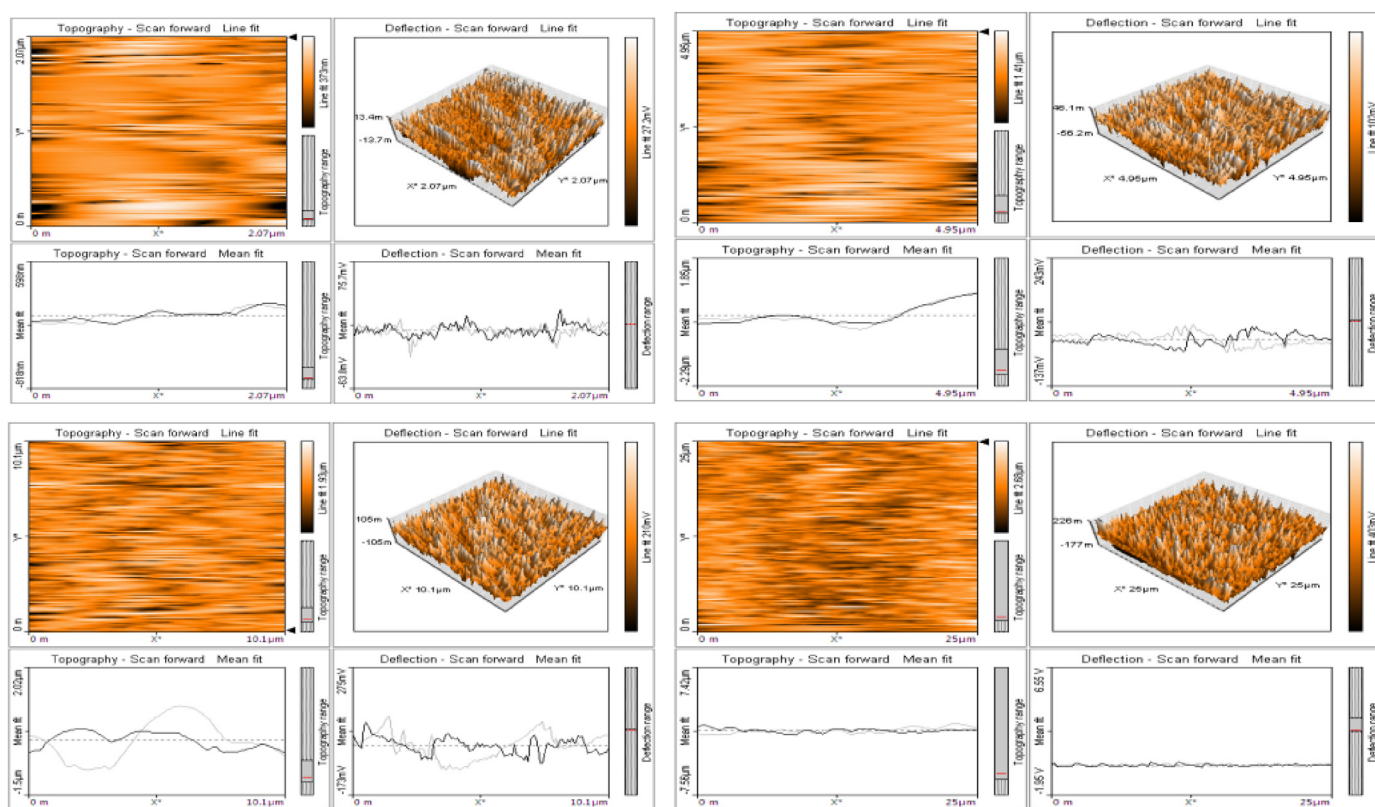 Topography - Scan forward Line fit
2.07µm
Y*
0 m
0 m
X*
2.07µm
Line fit 373nm
Topography range
Deflection - Scan forward Line fit
13.4m
-13.7m
X* 2.07µm
Y* 2.07µm
Line fit 27.2mV
Topography - Scan forward Mean fit
598nm
Mean fit
-818nm
0 m
X*
2.07µm
Topography range
Deflection - Scan forward Mean fit
75.7mV
-63.8mV
0 m
X*
2.07µm
Deflection range
Topography - Scan forward Line fit
4.95µm
Y*
0 m
0 m
X*
4.95µm
Line fit 1.41µm
Topography range
Deflection - Scan forward Line fit
46.1m
-56.2m
X* 4.95µm
Y* 4.95µm
Line fit 102mV
Topography - Scan forward Mean fit
1.85µm
Mean fit
-2.29µm
0 m
X*
4.95µm
Topography range
Deflection - Scan forward Mean fit
243mV
Mean fit
-137mV
0 m
X*
4.95µm
Deflection range
Topography - Scan forward Line fit
10.1µm
Y*
0 m
0 m
X*
10.1µm
Line fit 1.93µm
Topography range
Deflection - Scan forward Line fit
105m
-105m
X* 10.1µm
Y* 10.1µm
Line fit 210mV
Topography - Scan forward Mean fit
2.02µm
Mean fit
-1.5µm
0 m
X*
10.1µm
Topography range
Deflection - Scan forward Mean fit
275mV
Mean fit
-173mV
0 m
X*
10.1µm
Deflection range
Topography - Scan forward Line fit
25µm
Y*
0 m
0 m
X*
25µm
Line fit 2.68µm
Topography range
Deflection - Scan forward Line fit
226m
-177m
X* 25µm
Y* 25µm
Line fit 403mV
Topography - Scan forward Mean fit
7.42µm
Mean fit
-7.56µm
0 m
X*
25µm
Topography range
Deflection - Scan forward Mean fit
6.55 V
Mean fit
-1.95 V
0 m
X*
25µm
Deflection range